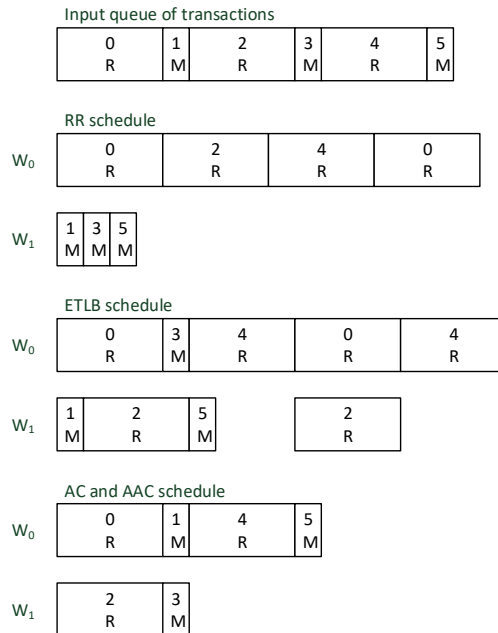 Input queue of transactions
0 1 2 3 4 5
R M R M R M
RR schedule
W0 0 2 4 0
R R R R
W1 1 3 5
M M M
ETLB schedule
W0 0 3 4 0 4
R M R R R
W1 1 2 5 2
M R M R
AC and AAC schedule
W0 0 1 4 5
R M R M
W1 2 3
R M